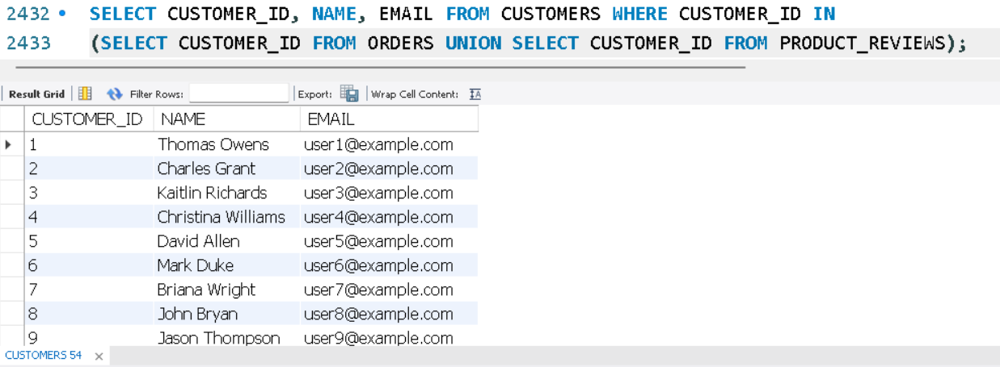 2432 • SELECT CUSTOMER_ID, NAME, EMAIL FROM CUSTOMERS WHERE CUSTOMER_ID IN
2433 (SELECT CUSTOMER_ID FROM ORDERS UNION SELECT CUSTOMER_ID FROM PRODUCT_REVIEWS);
Result Grid Filter Rows: Export: Wrap Cell Content: IA
CUSTOMER_ID NAME EMAIL
1 Thomas Owens user1@example.com
2 Charles Grant user2@example.com
3 Kaitlin Richards user3@example.com
4 Christina Williams user4@example.com
5 David Allen user5@example.com
6 Mark Duke user6@example.com
7 Briana Wright user7@example.com
8 John Bryan user8@example.com
9 Jason Thompson user9@example.com
CUSTOMERS 54 ×